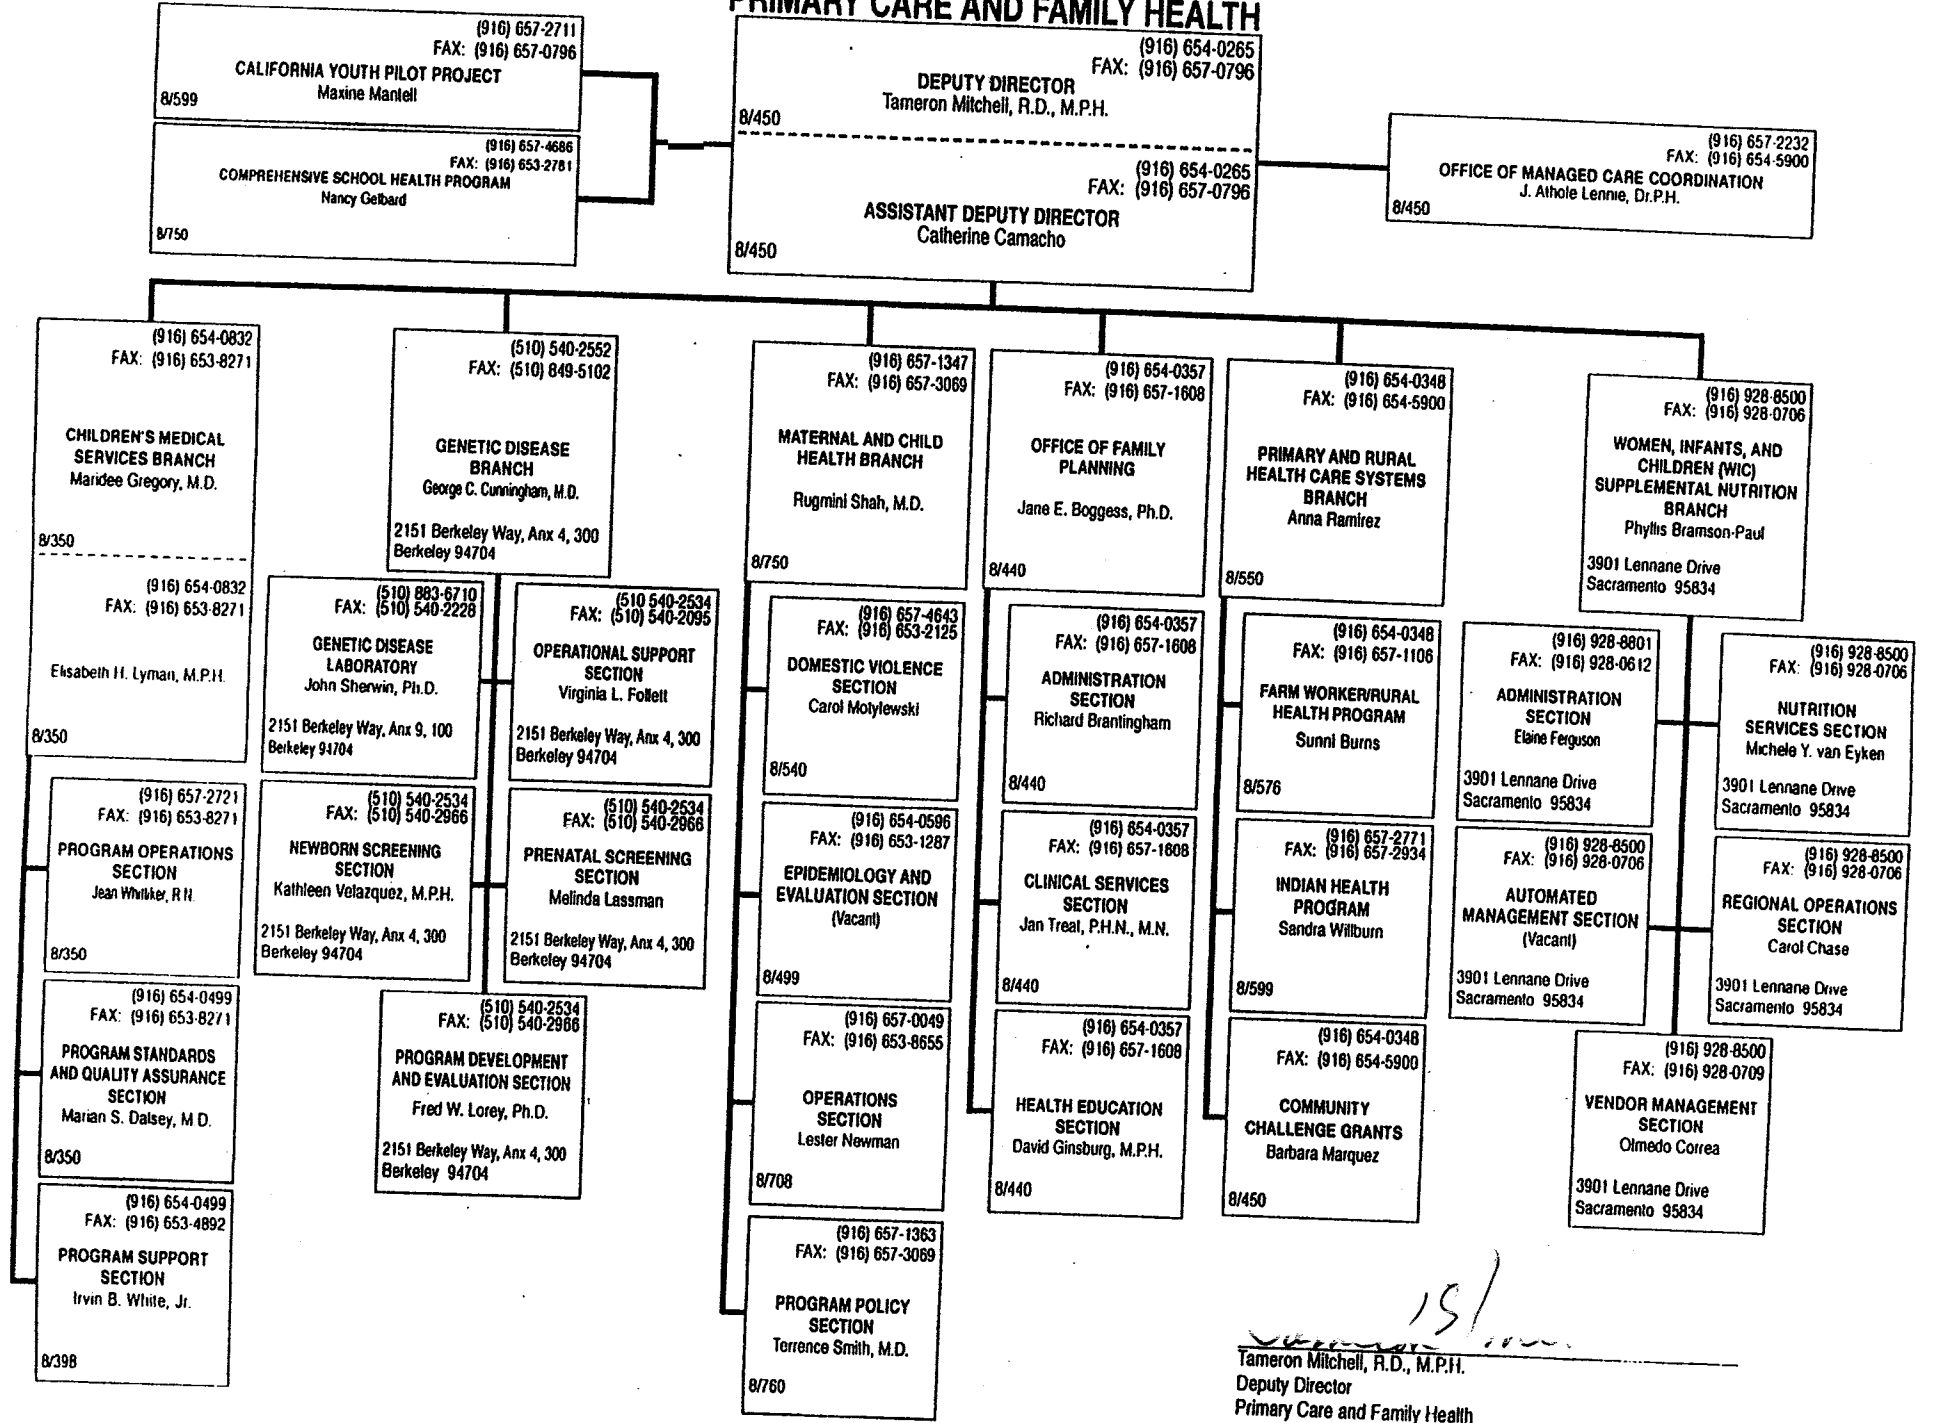 PRIMARY CARE AND FAMILY HEALTH
(916) 657-2711
FAX: (916) 657-0796
CALIFORNIA YOUTH PILOT PROJECT
Maxine Mantell
8/599
(916) 657-4686
FAX: (916) 653-2781
COMPREHENSIVE SCHOOL HEALTH PROGRAM
Nancy Gelbard
8/750
(916) 654-0265
FAX: (916) 657-0796
DEPUTY DIRECTOR
Tameron Mitchell, R.D., M.P.H.
8/450
(916) 654-0265
FAX: (916) 657-0796
ASSISTANT DEPUTY DIRECTOR
Catherine Camacho
8/450
(916) 657-2232
FAX: (916) 654-5900
OFFICE OF MANAGED CARE COORDINATION
J. Athole Lennie, Dr.P.H.
8/450
(916) 654-0832
FAX: (916) 653-8271
CHILDREN'S MEDICAL
SERVICES BRANCH
Maridee Gregory, M.D.
8/350
(916) 654-0832
FAX: (916) 653-8271
Elisabeth H. Lyman, M.P.H.
8/350
(916) 657-2721
FAX: (916) 653-8271
PROGRAM OPERATIONS
SECTION
Jean R.N.
8/350
(916) 654-0499
FAX: (916) 653-8271
PROGRAM STANDARDS
AND QUALITY ASSURANCE
SECTION
Marian S. Dalsey, M D.
8/350
(916) 654-0499
FAX: (916) 653-4892
PROGRAM SUPPORT
SECTION
Irvin B. White, Jr.
8/398
(510) 540-2552
FAX: (510) 849-5102
GENETIC DISEASE
BRANCH
George C. Cunningham, M.D.
2151 Berkeley Way, Anx 4, 300
Berkeley 94704
(510) 883-6710
FAX: (510) 540-2228
GENETIC DISEASE
LABORATORY
John Sherwin, Ph.D.
2151 Berkeley Way, Anx 9, 100
Berkeley 94704
(510 540-2534
FAX: (510) 540-2095
OPERATIONAL SUPPORT
SECTION
Virginia L. Follett
2151 Berkeley Way, Anx 4, 300
Berkeley 94704
(510) 540-2534
FAX: (510) 540-2966
NEWBORN SCREENING
SECTION
Kathleen Velazquez, M.P.H.
2151 Berkeley Way, Anx 4, 300
Berkeley 94704
(510) 540-2534
FAX: (510) 540-2966
PRENATAL SCREENING
SECTION
Melinda Lassman
2151 Berkeley Way, Anx 4, 300
Berkeley 94704
(510) 540-2534
FAX: (510) 540-2966
PROGRAM DEVELOPMENT
AND EVALUATION SECTION
Fred W. Lorey, Ph.D.
2151 Berkeley Way, Anx 4, 300
Berkeley 94704
(916) 657-1347
FAX: (916) 657-3069
MATERNAL AND CHILD
HEALTH BRANCH
Rugmini Shah, M.D.
8/750
(916) 657-4643
FAX: (916) 653-2125
DOMESTIC VIOLENCE
SECTION
Carol Motylewski
8/540
(916) 654-0596
FAX: (916) 653-1287
EPIDEMIOLOGY AND
EVALUATION SECTION
(Vacant)
8/499
(916) 657-0049
FAX: (916) 653-8655
OPERATIONS
SECTION
Lester Newman
8/708
(916) 657-1363
FAX: (916) 657-3069
PROGRAM POLICY
SECTION
Terrence Smith, M.D.
8/760
(916) 654-0357
FAX: (916) 657-1608
OFFICE OF FAMILY
PLANNING
Jane E. Boggess, Ph.D.
8/440
(916) 654-0357
FAX: (916) 657-1608
ADMINISTRATION
SECTION
Richard Brantingham
8/440
(916) 654-0357
FAX: (916) 657-1608
CLINICAL SERVICES
SECTION
Jan Treat, P.H.N., M.N.
8/440
(916) 654-0357
FAX: (916) 657-1608
HEALTH EDUCATION
SECTION
David Ginsburg, M.P.H.
8/440
(916) 654-0348
FAX: (916) 654-5900
PRIMARY AND RURAL
HEALTH CARE SYSTEMS
BRANCH
Anna Ramirez
8/550
(916) 654-0348
FAX: (916) 657-1106
FARM WORKER/RURAL
HEALTH PROGRAM
Sunni Burns
8/576
(916) 657-2771
FAX: (916) 657-2934
INDIAN HEALTH
PROGRAM
Sandra Willburn
8/599
(916) 654-0348
FAX: (916) 654-5900
COMMUNITY
CHALLENGE GRANTS
Barbara Marquez
8/450
(916) 928-8500
FAX: (916) 928-0706
WOMEN, INFANTS, AND
CHILDREN (WIC)
SUPPLEMENTAL NUTRITION
BRANCH
Phyllis Bramson-Paul
3901 Lennane Drive
Sacramento 95834
(916) 928-8801
FAX: (916) 928-0612
ADMINISTRATION
SECTION
Elaine Ferguson
3901 Lennane Drive
Sacramento 95834
(916) 928-8500
FAX: (916) 928-0706
NUTRITION
SERVICES SECTION
Michele Y. van Eyken
3901 Lennane Drive
Sacramento 95834
(916) 928-8500
FAX: (916) 928-0706
AUTOMATED
MANAGEMENT SECTION
(Vacant)
3901 Lennane Drive
Sacramento 95834
(916) 928-8500
FAX: (916) 928-0706
REGIONAL OPERATIONS
SECTION
Carol Chase
3901 Lennane Drive
Sacramento 95834
(916) 928-8500
FAX: (916) 928-0709
VENDOR MANAGEMENT
SECTION
Olmedo Correa
3901 Lennane Drive
Sacramento 95834
/S/
Tameron Mitchell, R.D., M.P.H.
Deputy Director
Primary Care and Family Health